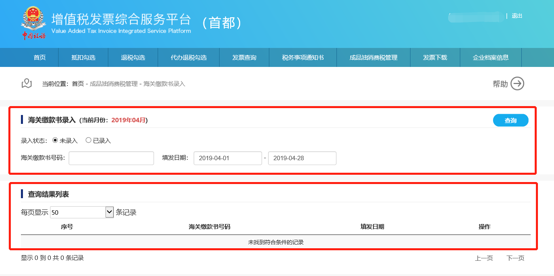 增值税发票综合服务平台 （首都）
Value Added Tax Invoice Integrated Service Platform
退出
首页 抵扣勾选 退税勾选 代办退税勾选 发票查询 税务事项通知书 成品油消费税管理 发票下载 企业档案信息
当前位置: 首页 - 成品油消费税管理 - 海关缴款书录入 帮助
海关缴款书录入 (当前月份: 2019年04月) 查询
录入状态: 未录入 已录入
海关缴款书号码: 填发日期: 2019-04-01 - 2019-04-28
查询结果列表
每页显示 50 条记录
序号 海关缴款书号码 填发日期 操作
未找到符合条件的记录
显示 0 到 0 共 0 条记录 上一页 下一页